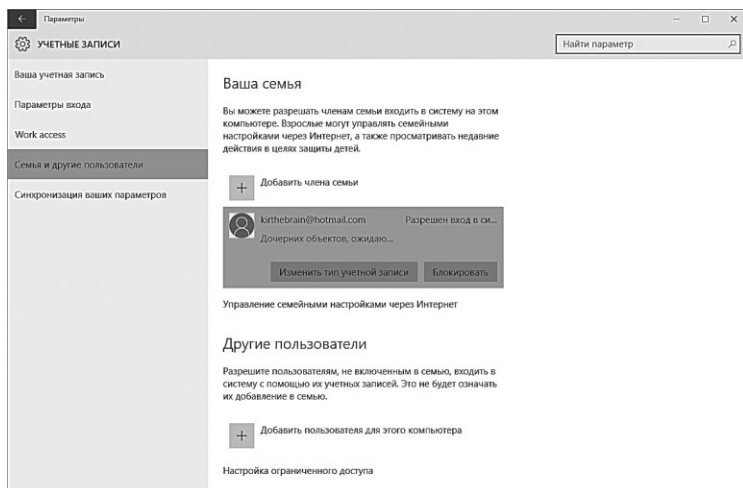 Параметры
УЧЕТНЫЕ ЗАПИСИ
Найти параметр
Ваша учетная запись
Параметры входа
Work access
Семья и другие пользователи
Синхронизация ваших параметров
Ваша семья
Вы можете разрешать членам семьи входить в систему на этом
компьютере. Взрослые могут управлять семейными
настройками через Интернет, а также просматривать недавние
действия в целях защиты детей.
Добавить члена семьи
kirthebrain@hotmail.com Разрешен вход в си...
Дочерних объектов, ожидаю...
Изменить тип учетной записи Блокировать
Управление семейными настройками через Интернет
Другие пользователи
Разрешите пользователям, не включенным в семью, входить в
систему с помощью их учетных записей. Это не будет означать
их добавление в семью.
Добавить пользователя для этого компьютера
Настройка ограниченного доступа